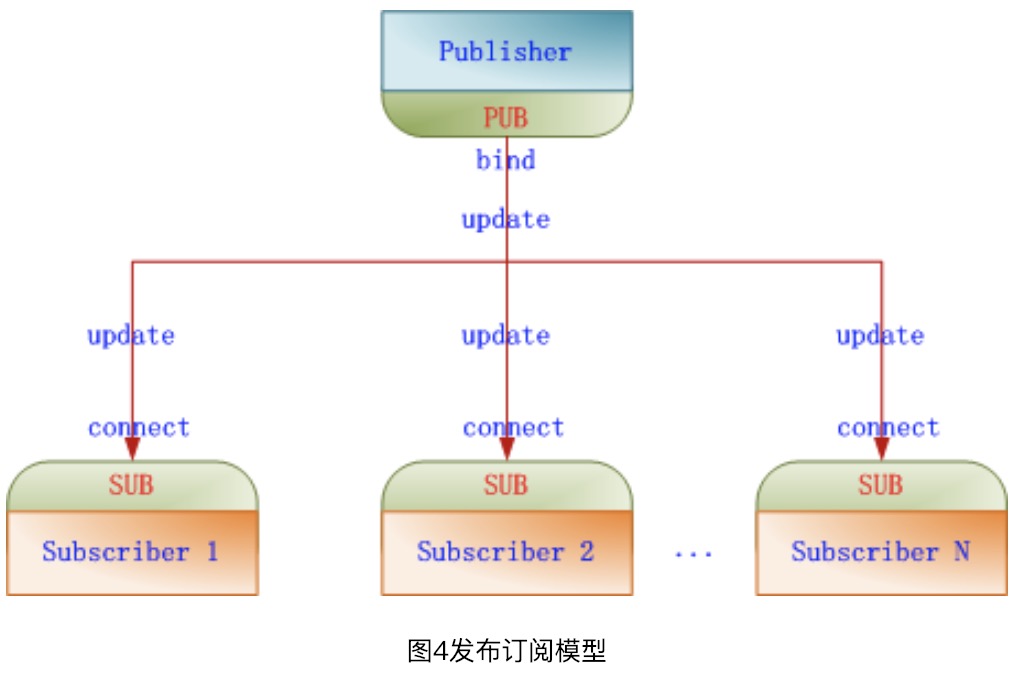 Publisher
PUB
bind
update
update update update
connect connect connect
SUB SUB SUB
Subscriber 1 Subscriber 2 ... Subscriber N
图4发布订阅模型